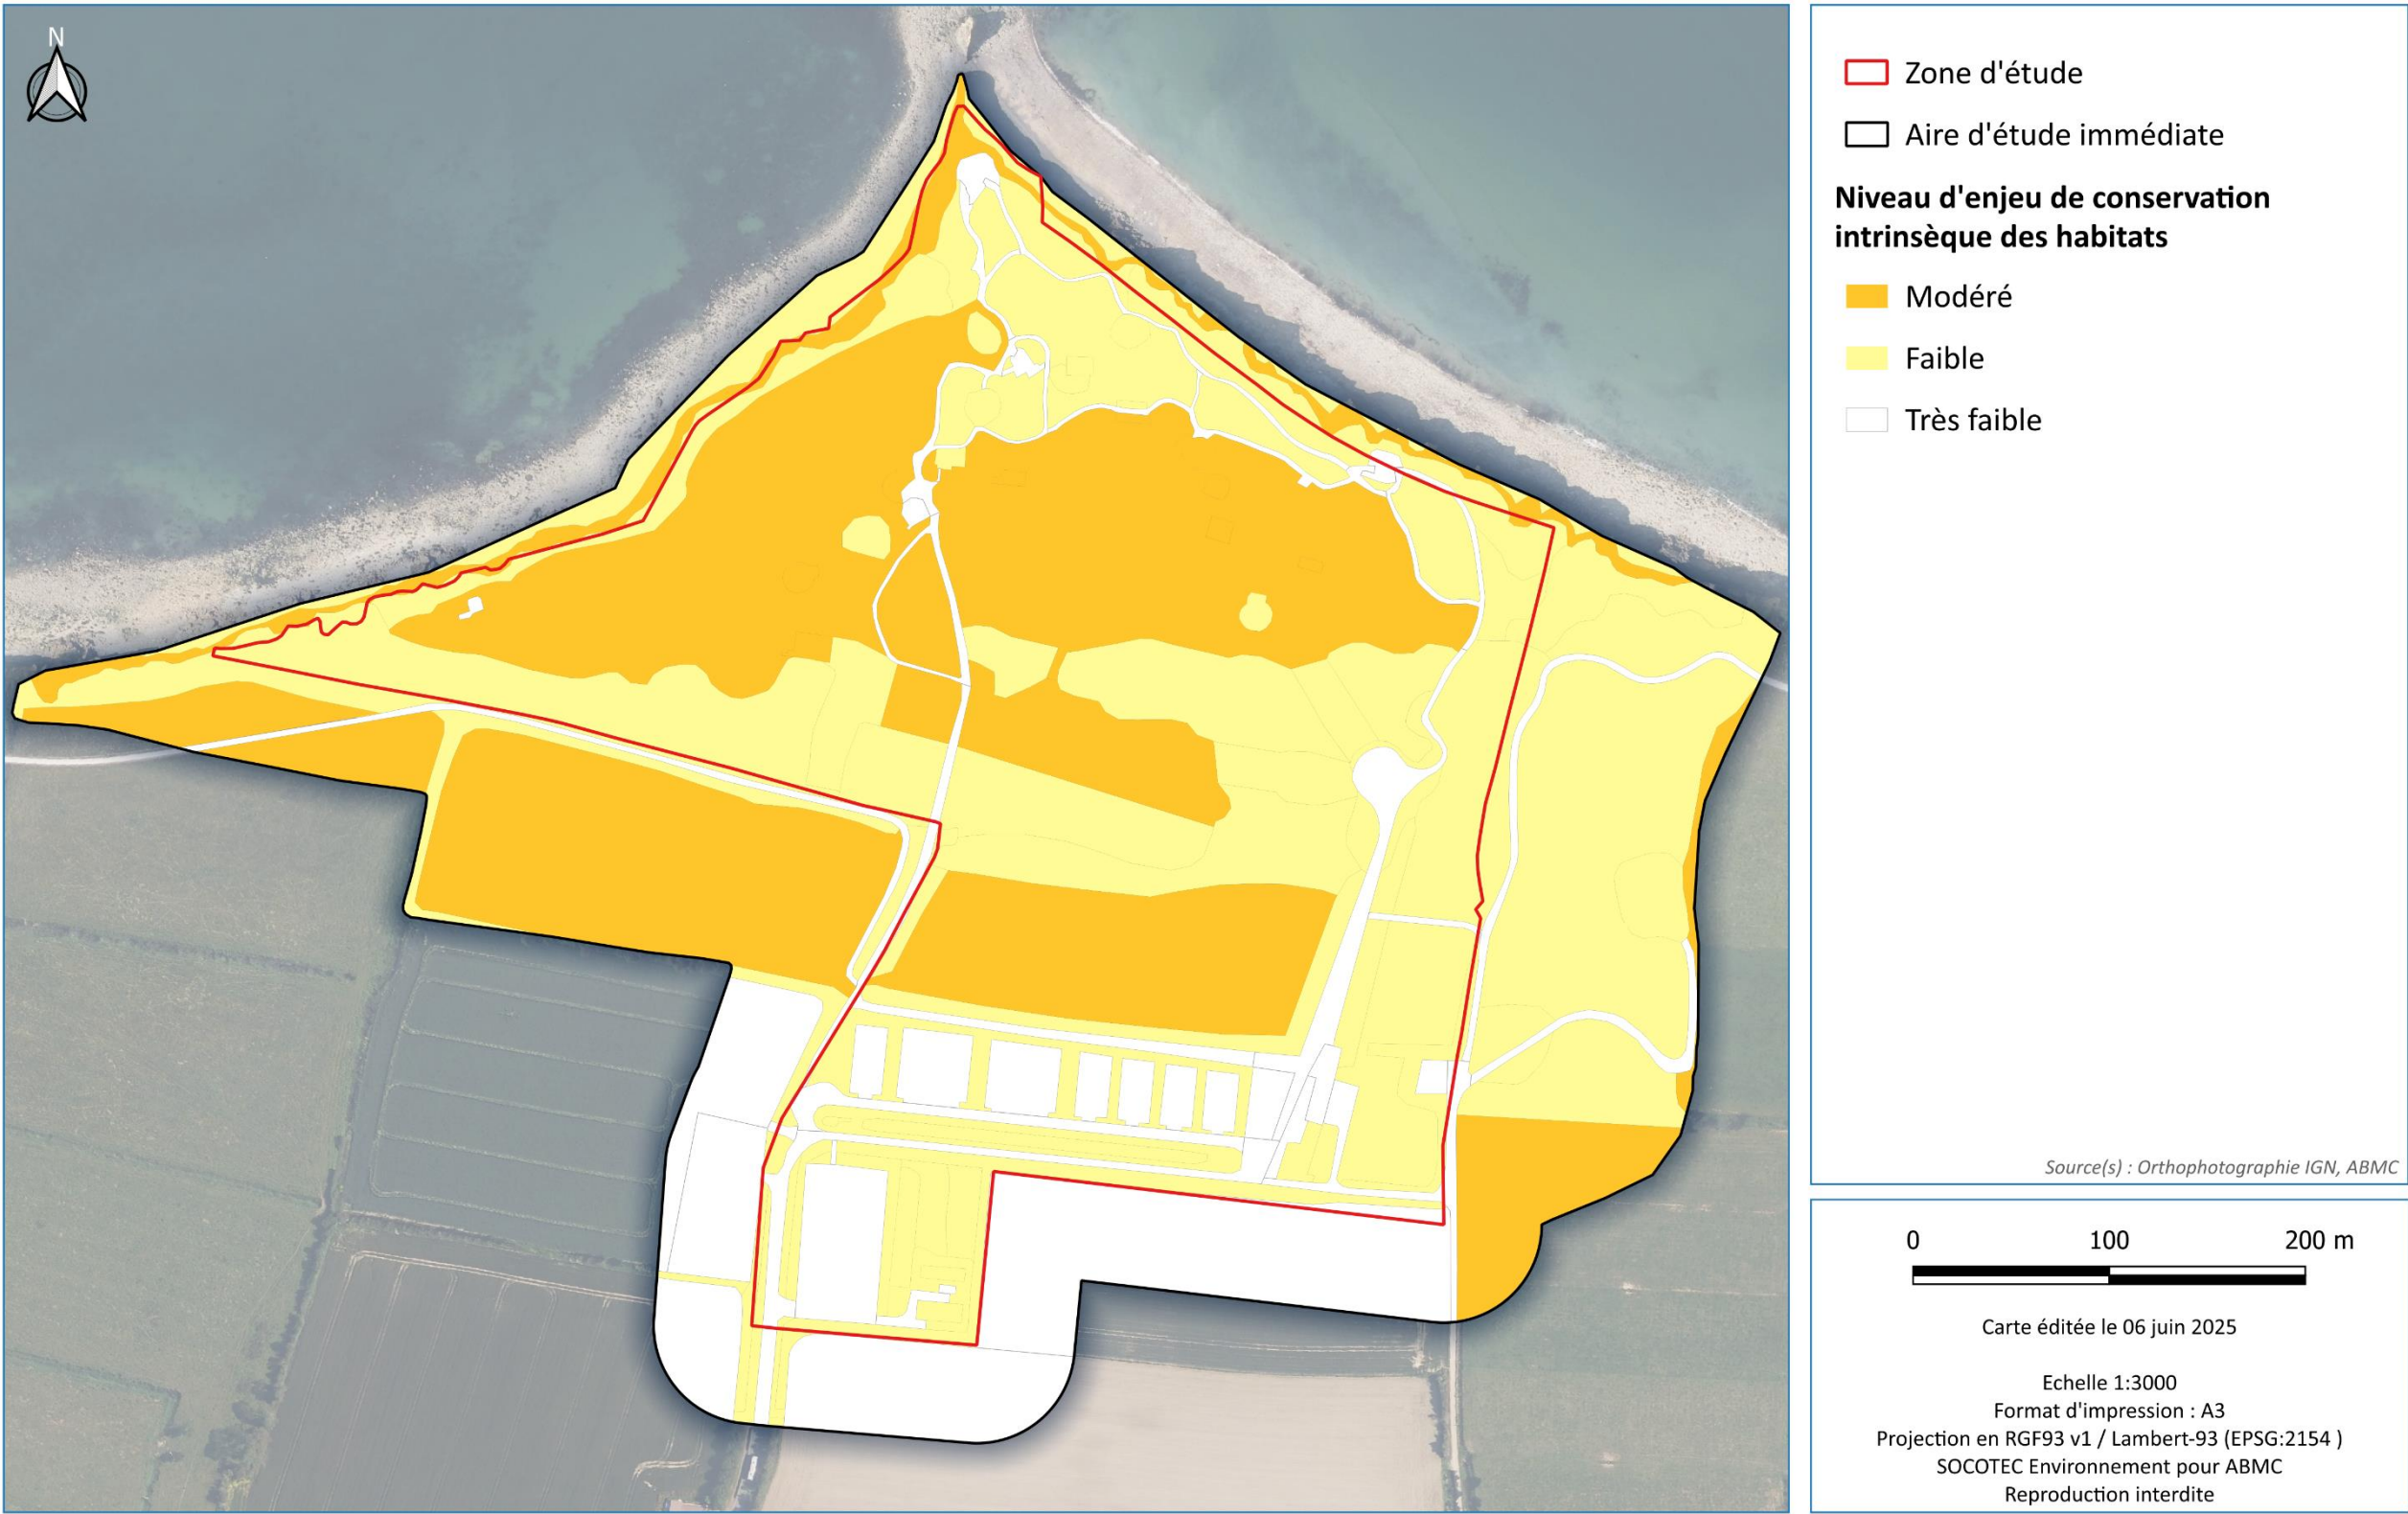 N
Zone d'étude
Aire d'étude immédiate
Niveau d'enjeu de conservation
intrinsèque des habitats
Modéré
Faible
Très faible
Source(s) : Orthophotographie IGN, ABMC
0 100 200 m
Carte éditée le 06 juin 2025
Echelle 1:3000
Format d'impression : A3
Projection en RGF93 v1 / Lambert-93 (EPSG:2154 )
SOCOTEC Environnement pour ABMC
Reproduction interdite